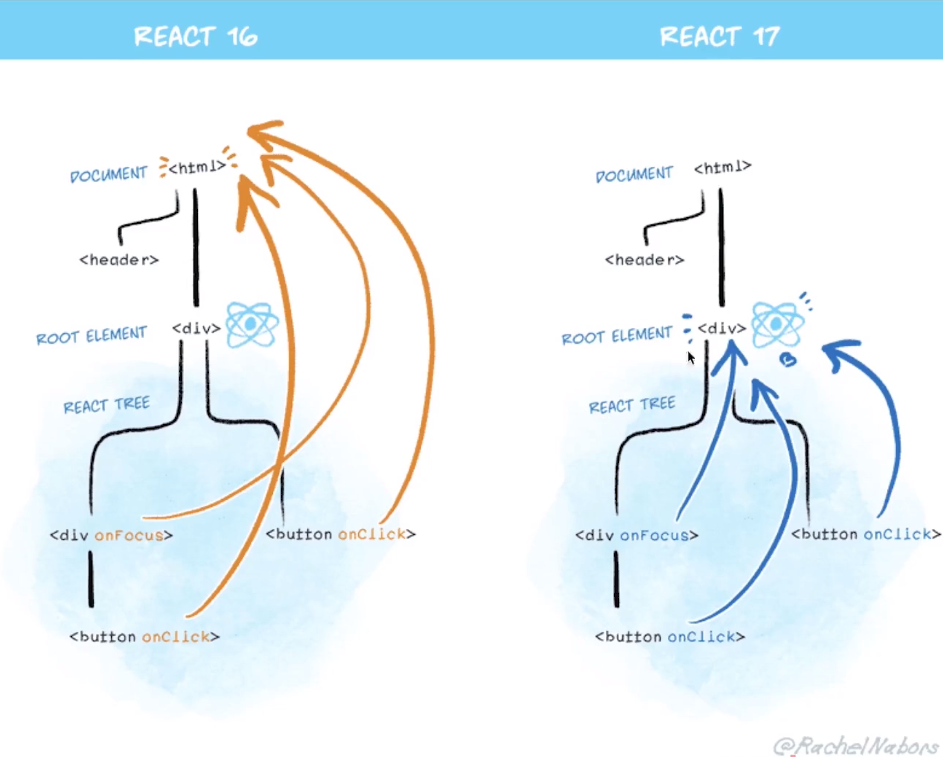 REACT 16
DOCUMENT <html>
<header>
ROOT ELEMENT <div>
REACT TREE
<div onFocus>
<button onClick>
<button onClick>
REACT 17
DOCUMENT <html>
<header>
ROOT ELEMENT <div>
REACT TREE
<div onFocus>
<button onClick>
<button onClick>
@RachelNabors